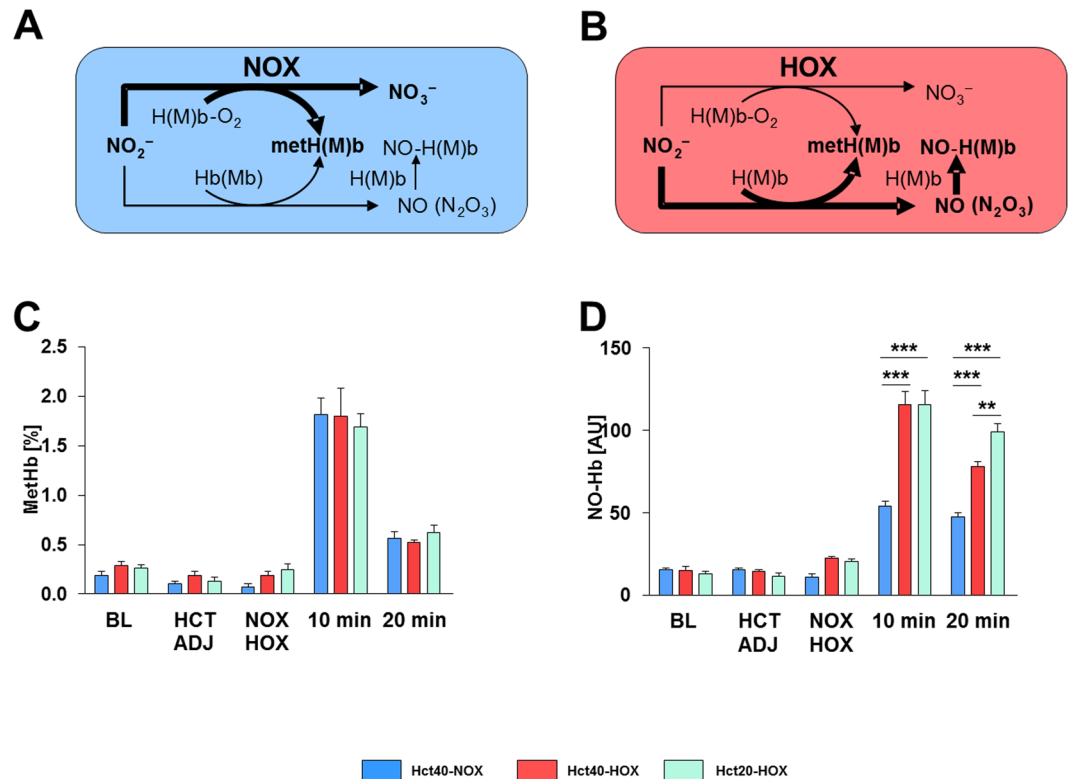 A
NOX
NO₃⁻
H(M)b-O₂
NO₂⁻
metH(M)b
NO-H(M)b
Hb(Mb)
H(M)b
NO (N₂O₃)
B
HOX
NO₃⁻
H(M)b-O₂
NO₂⁻
metH(M)b
NO-H(M)b
H(M)b
H(M)b
NO (N₂O₃)
C
MetHb [%]
2.5
2.0
1.5
1.0
0.5
0.0
BL
HCT ADJ
NOX HOX
10 min
20 min
D
NO-Hb [AU]
150
100
50
0
***
***
***
***
**
BL
HCT ADJ
NOX HOX
10 min
20 min
Hct40-NOX
Hct40-HOX
Hct20-HOX